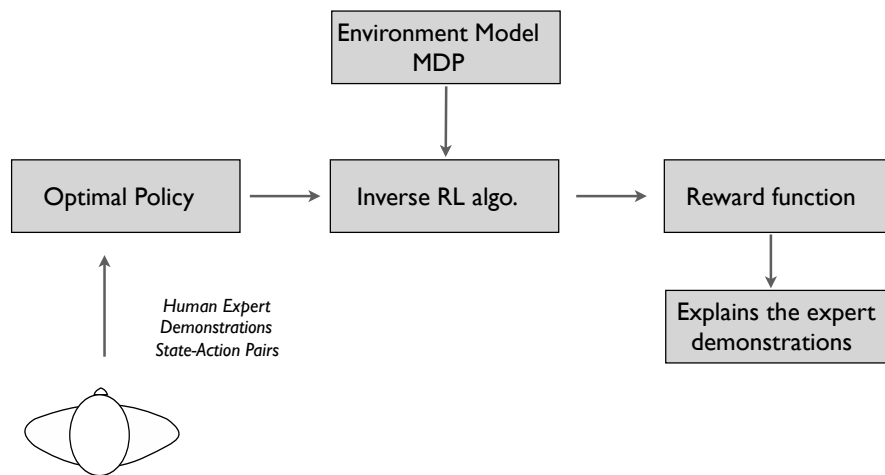 Environment Model
MDP
Optimal Policy
Inverse RL algo.
Reward function
Human Expert
Demonstrations
State-Action Pairs
Explains the expert
demonstrations